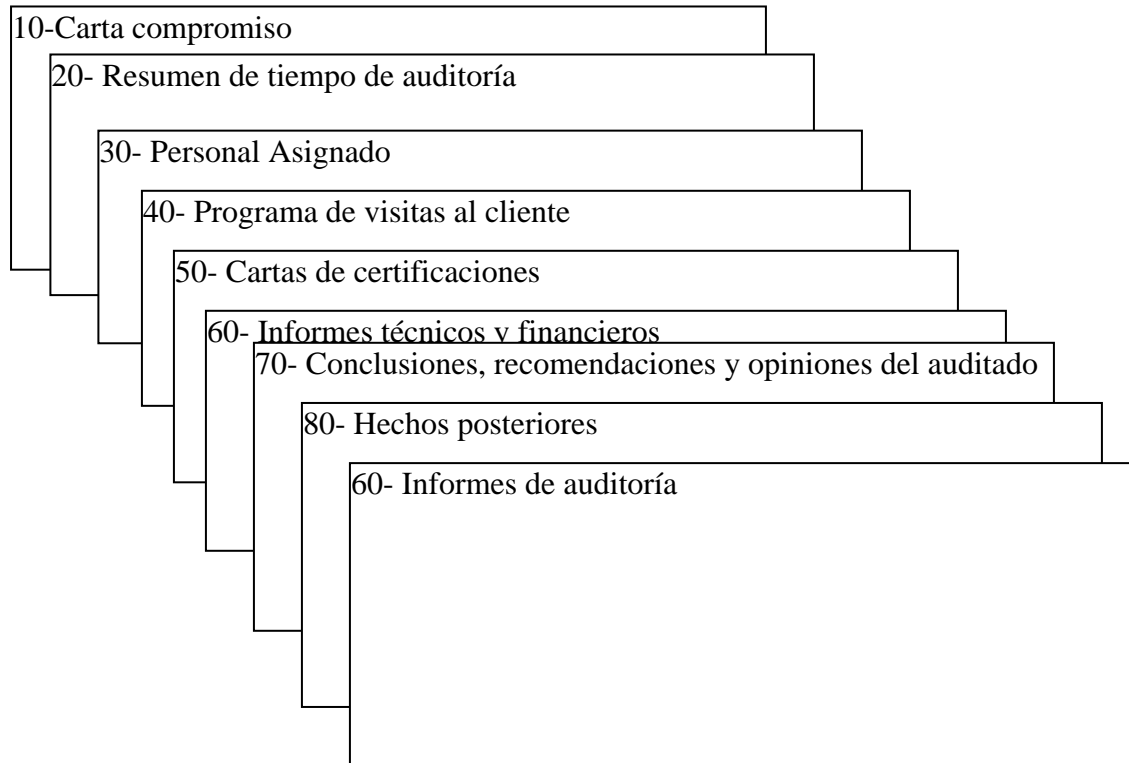 10-Carta compromiso
20- Resumen de tiempo de auditoría
30- Personal Asignado
40- Programa de visitas al cliente
50- Cartas de certificaciones
60- Informes técnicos y financieros
70- Conclusiones, recomendaciones y opiniones del auditado
80- Hechos posteriores
60- Informes de auditoría